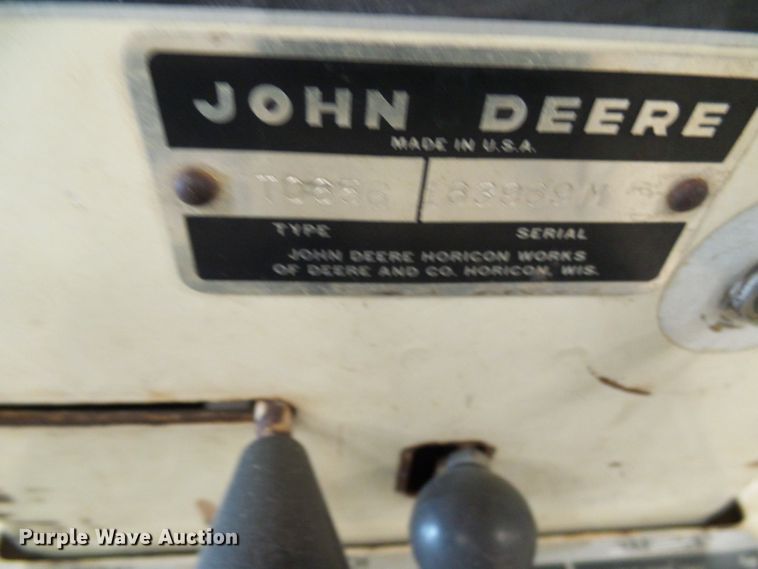 JOHN DEERE
MADE IN U.S.A.
TYPE SERIAL
JOHN DEERE HORICON WORKS
OF DEERE AND CO. HORICON, WIS.
Purple Wave Auction